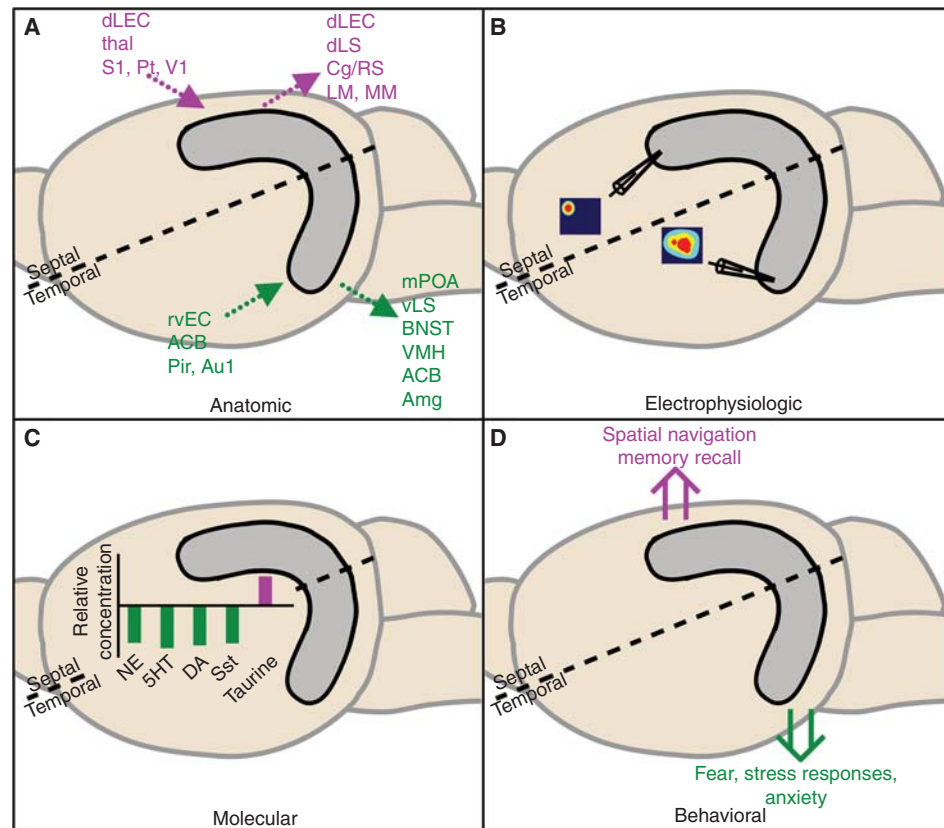 A
dLEC
thal
S1, Pt, V1
dLEC
dLS
Cg/RS
LM, MM
Septal
Temporal
rvEC
ACB
Pir, Au1
mPOA
vLS
BNST
VMH
ACB
Amg
Anatomic
B
Septal
Temporal
Electrophysiologic
C
Relative
concentration
NE
5HT
DA
Sst
Taurine
Septal
Temporal
Molecular
D
Spatial navigation
memory recall
Septal
Temporal
Fear, stress responses,
anxiety
Behavioral